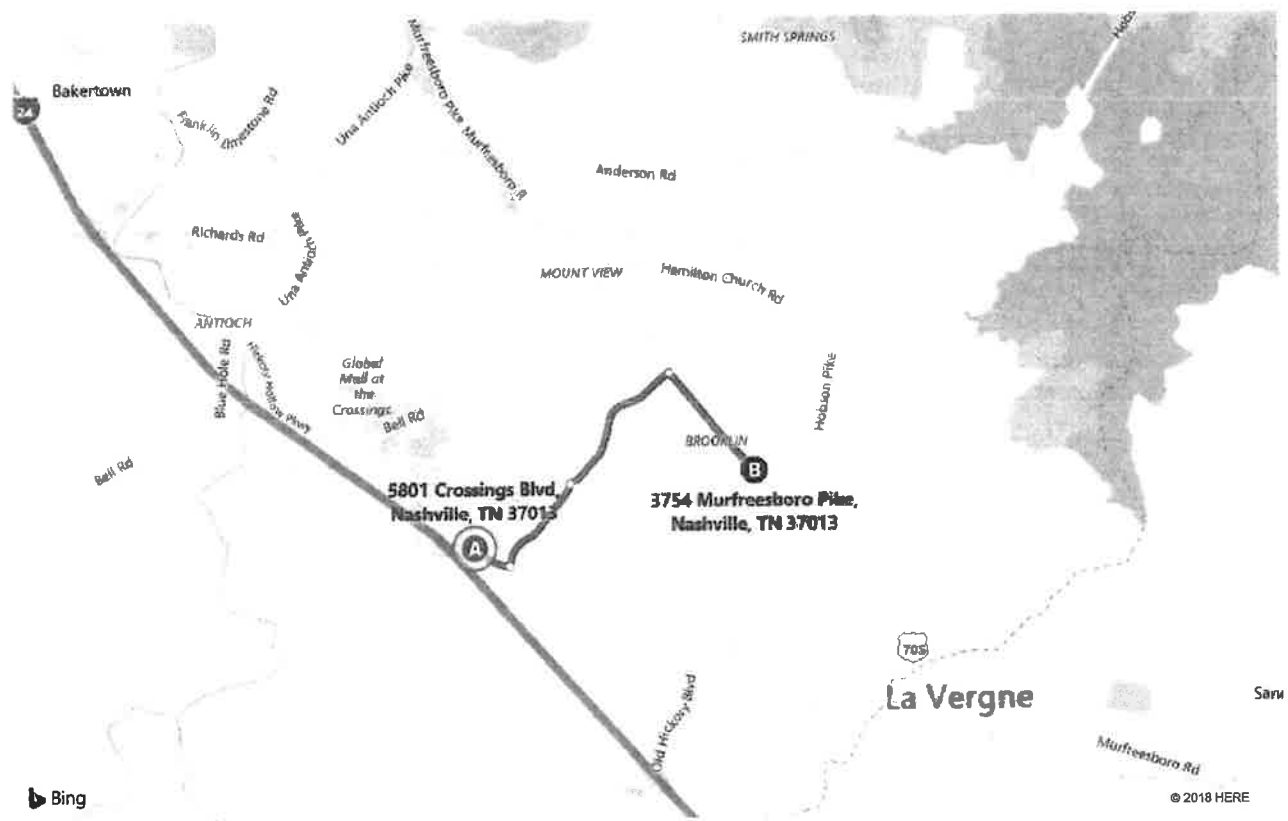 SMITH SPRINGS
Bakertown
24
Franklin Limestone Rd
Una Antioch Pike
Murfreesboro Pike
Murfreesboro R
Anderson Rd
Richards Rd
Una Antioch Pike
MOUNT VIEW
Hamilton Church Rd
ANTIOCH
Blue Hole Rd
Hickory Hollow Pkwy
Global
Mall at
the
Crossings
Bell Rd
Hobson Pike
BROOKLIN
Bell Rd
B
5801 Crossings Blvd,
Nashville, TN 37013
3754 Murfreesboro Pike,
Nashville, TN 37013
A
70S
La Vergne
Old Hickory Blvd
Murfreesboro Rd
Bing
© 2018 HERE